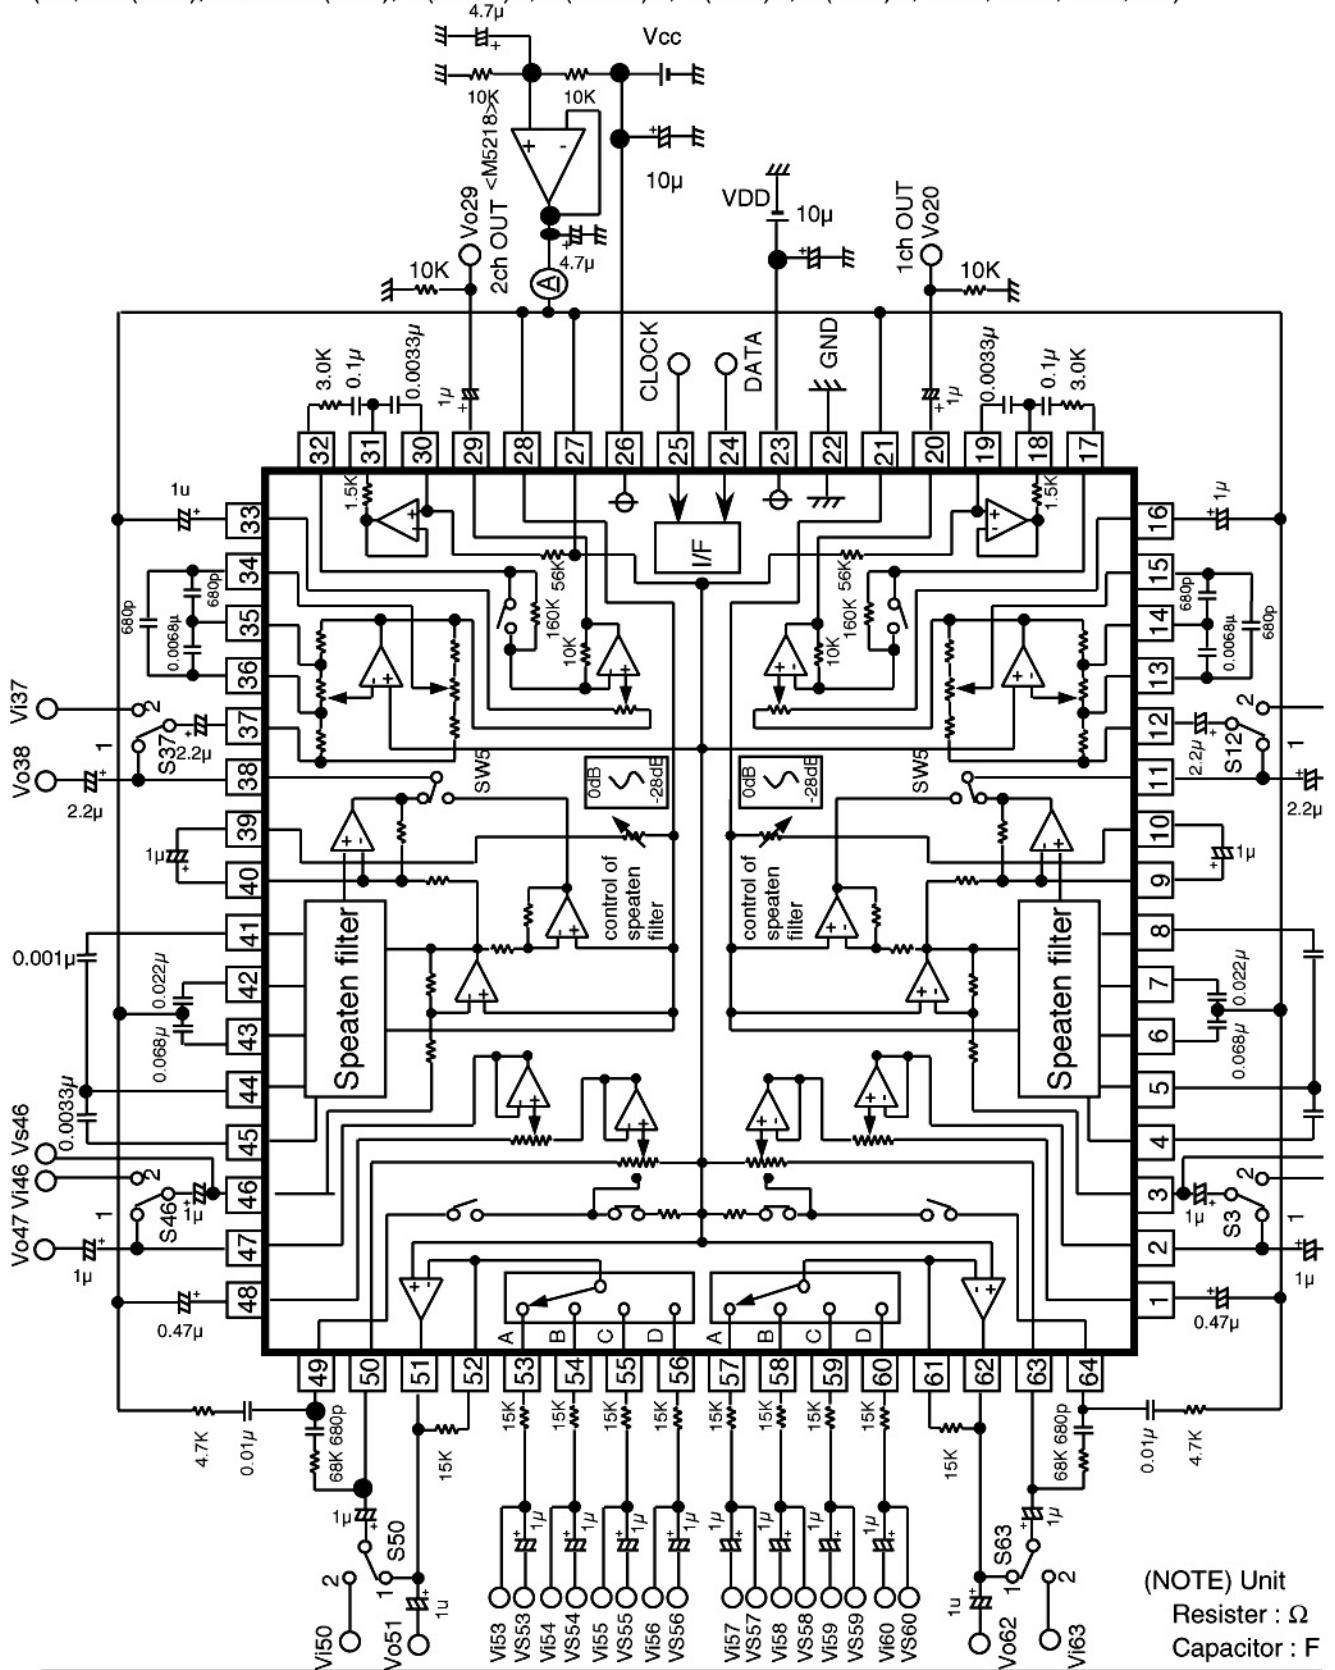 4.7µ
+
Vcc
10K
10K
<M5218>
+
-
+
10µ
VDD
10µ
+
Vo29
2ch OUT
+
4.7µ
A
1ch OUT
Vo20
10K
10K
CLOCK
DATA
GND
3.0K
0.1µ
0.0033µ
1µ
+
+
1µ
0.0033µ
0.1µ
3.0K
32
31
30
29
28
27
26
25
24
23
22
21
20
19
18
17
1u
+
33
1.5K
+
-
I/F
+
-
1.5K
16
+
1µ
34
56K
56K
15
680p
680p
0.0068µ
35
160K
160K
14
680p
0.0068µ
680p
10K
10K
36
13
Vi37
2
1
S37
+
2.2µ
37
12
2.2µ
+
S12
2
1
Vo38
+
2.2µ
38
SW5
0dB
-28dB
0dB
-28dB
SW5
11
+
2.2µ
39
10
1µ
+
40
control of
speaten
filter
control of
speaten
filter
9
+
1µ
0.001µ
41
Speaten filter
Speaten filter
8
0.022µ
42
7
0.022µ
0.068µ
43
6
0.068µ
44
5
0.0033µ
45
4
Vs46
Vi46
2
1
S46
+
1µ
46
3
+
1µ
S3
2
1
Vo47
+
1µ
47
2
+
1µ
48
+
0.47µ
1
+
0.47µ
A
B
C
D
A
B
C
D
49
50
51
52
53
54
55
56
57
58
59
60
61
62
63
64
4.7K
0.01µ
680p
68K
15K
15K
15K
15K
15K
15K
15K
15K
15K
15K
680p
68K
0.01µ
4.7K
1µ
+
S50
2
1
+
1u
+
1µ
+
1µ
+
1µ
+
1µ
1µ
+
1µ
+
1µ
+
1µ
+
S63
+
1µ
1
2
1u
+
Vi50
Vo51
Vi53
VS53
Vi54
VS54
Vi55
VS55
Vi56
VS56
Vi57
VS57
Vi58
VS58
Vi59
VS59
Vi60
VS60
Vo62
Vi63
(NOTE) Unit
Resister : Ω
Capacitor : F